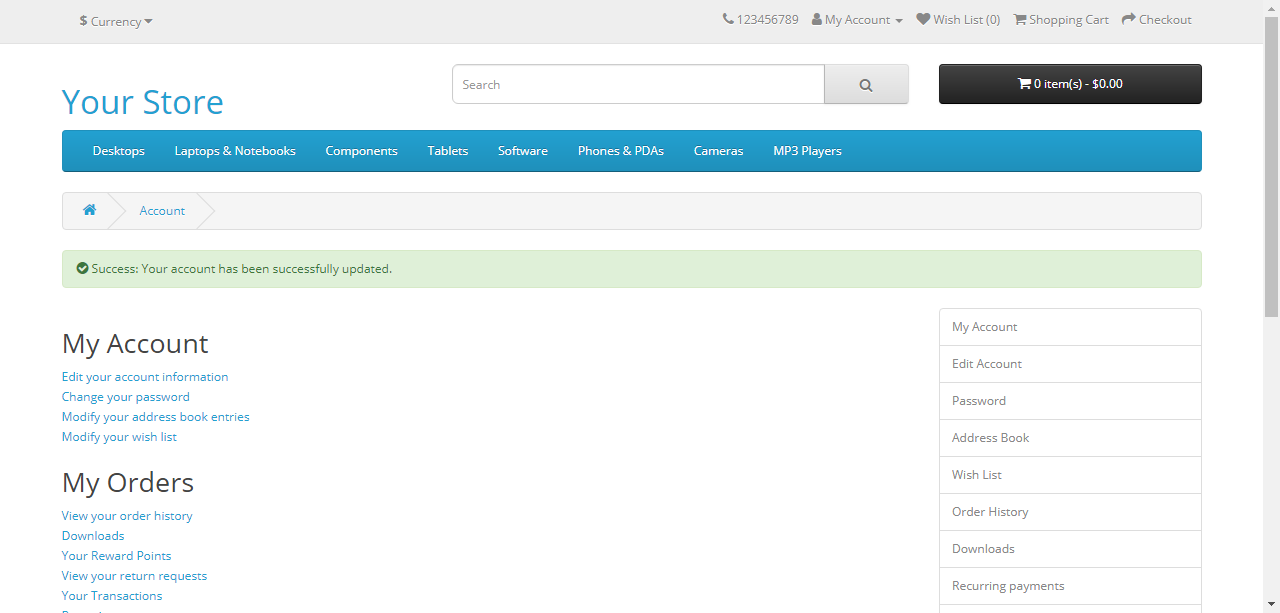 $ Currency
123456789 My Account Wish List (0) Shopping Cart Checkout
Your Store
Search
0 item(s) - $0.00
Desktops Laptops & Notebooks Components Tablets Software Phones & PDAs Cameras MP3 Players
Account
Success: Your account has been successfully updated.
My Account
Edit your account information
Change your password
Modify your address book entries
Modify your wish list
My Orders
View your order history
Downloads
Your Reward Points
View your return requests
Your Transactions
My Account
Edit Account
Password
Address Book
Wish List
Order History
Downloads
Recurring payments